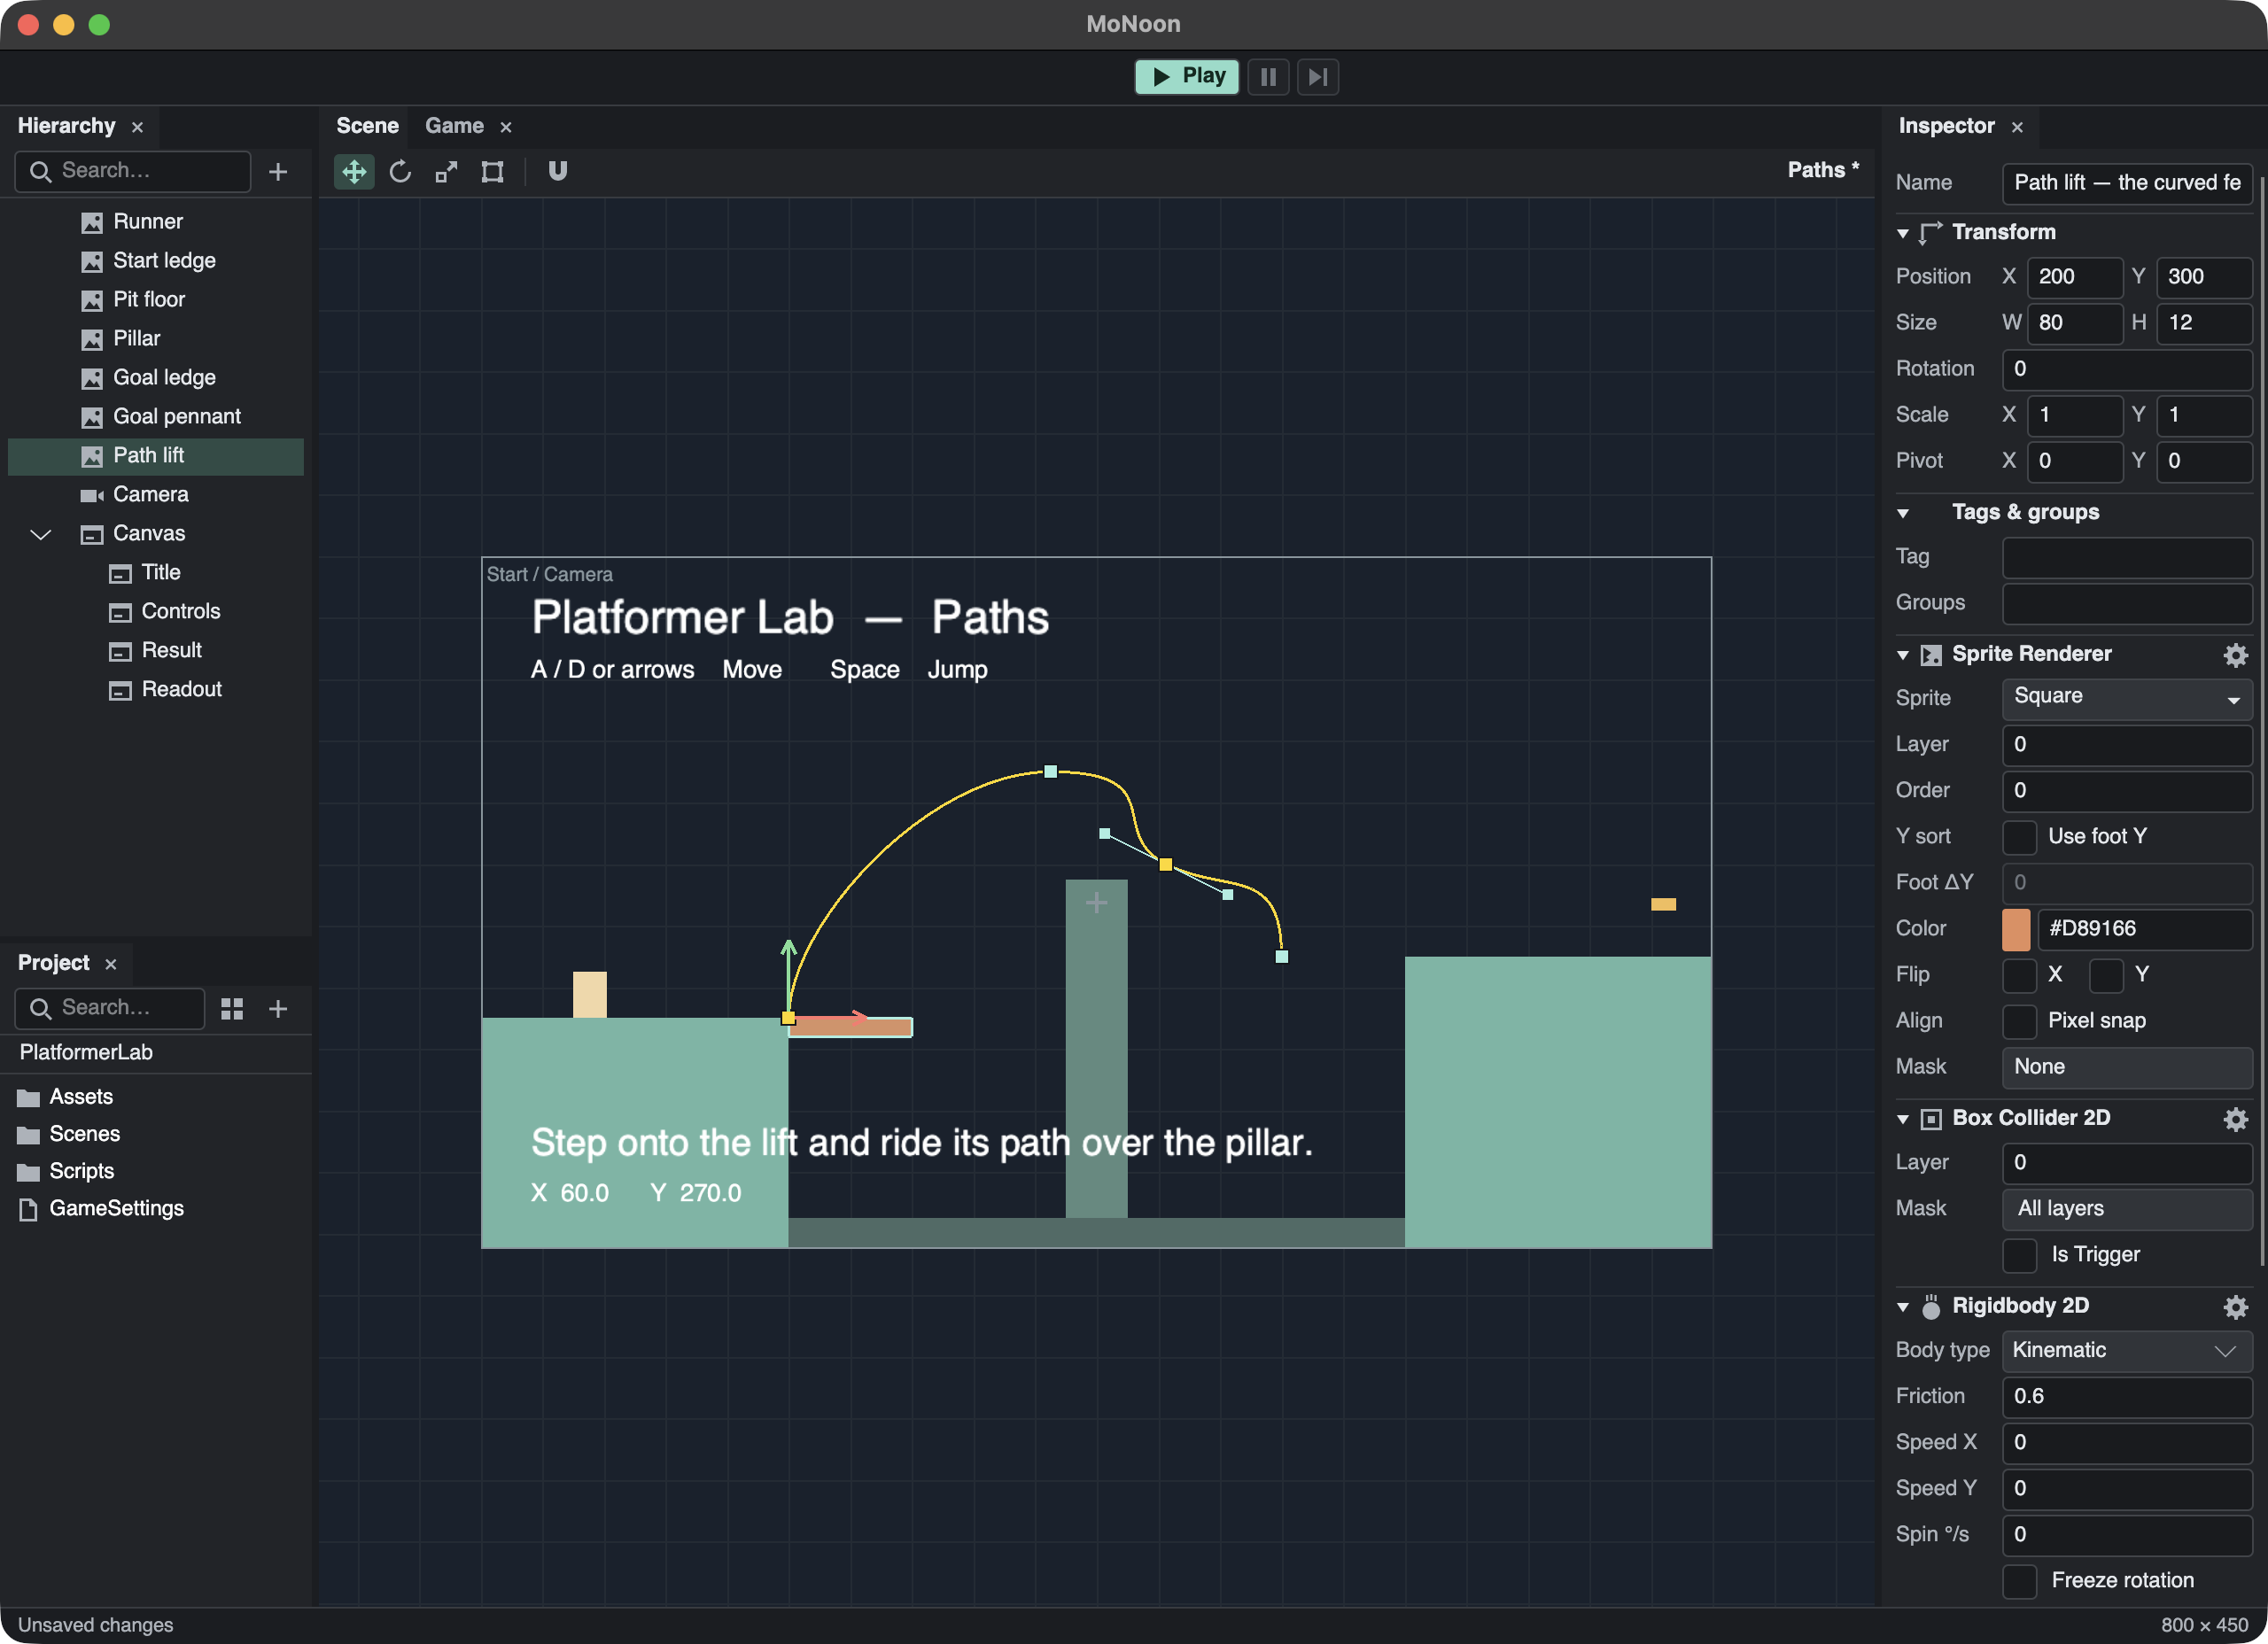 MoNoon
Play
Hierarchy
Search...
Runner
Start ledge
Pit floor
Pillar
Goal ledge
Goal pennant
Path lift
Camera
Canvas
Title
Controls
Result
Readout
Project
Search...
PlatformerLab
Assets
Scenes
Scripts
GameSettings
Scene Game
Paths *
Start / Camera
Platformer Lab — Paths
A / D or arrows Move Space Jump
Step onto the lift and ride its path over the pillar.
X 60.0 Y 270.0
Inspector
Name Path lift — the curved fe
Transform
Position X 200 Y 300
Size W 80 H 12
Rotation 0
Scale X 1 Y 1
Pivot X 0 Y 0
Tags & groups
Tag
Groups
Sprite Renderer
Sprite Square
Layer 0
Order 0
Y sort Use foot Y
Foot ΔY 0
Color #D89166
Flip X Y
Align Pixel snap
Mask None
Box Collider 2D
Layer 0
Mask All layers
Is Trigger
Rigidbody 2D
Body type Kinematic
Friction 0.6
Speed X 0
Speed Y 0
Spin °/s 0
Freeze rotation
Unsaved changes
800 × 450